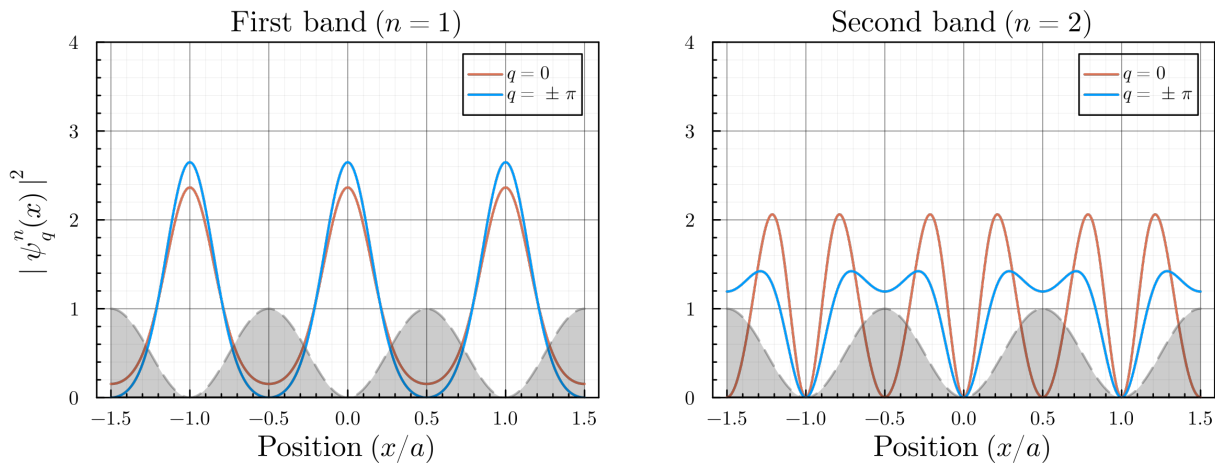 First band (n = 1)
4
3
2
1
0
−1.5
−1.0
−0.5
0.0
0.5
1.0
1.5
Position (x/a)
|ψ_q^n(x)|^2
q = 0
q = ± π
Second band (n = 2)
4
3
2
1
0
−1.5
−1.0
−0.5
0.0
0.5
1.0
1.5
Position (x/a)
q = 0
q = ± π